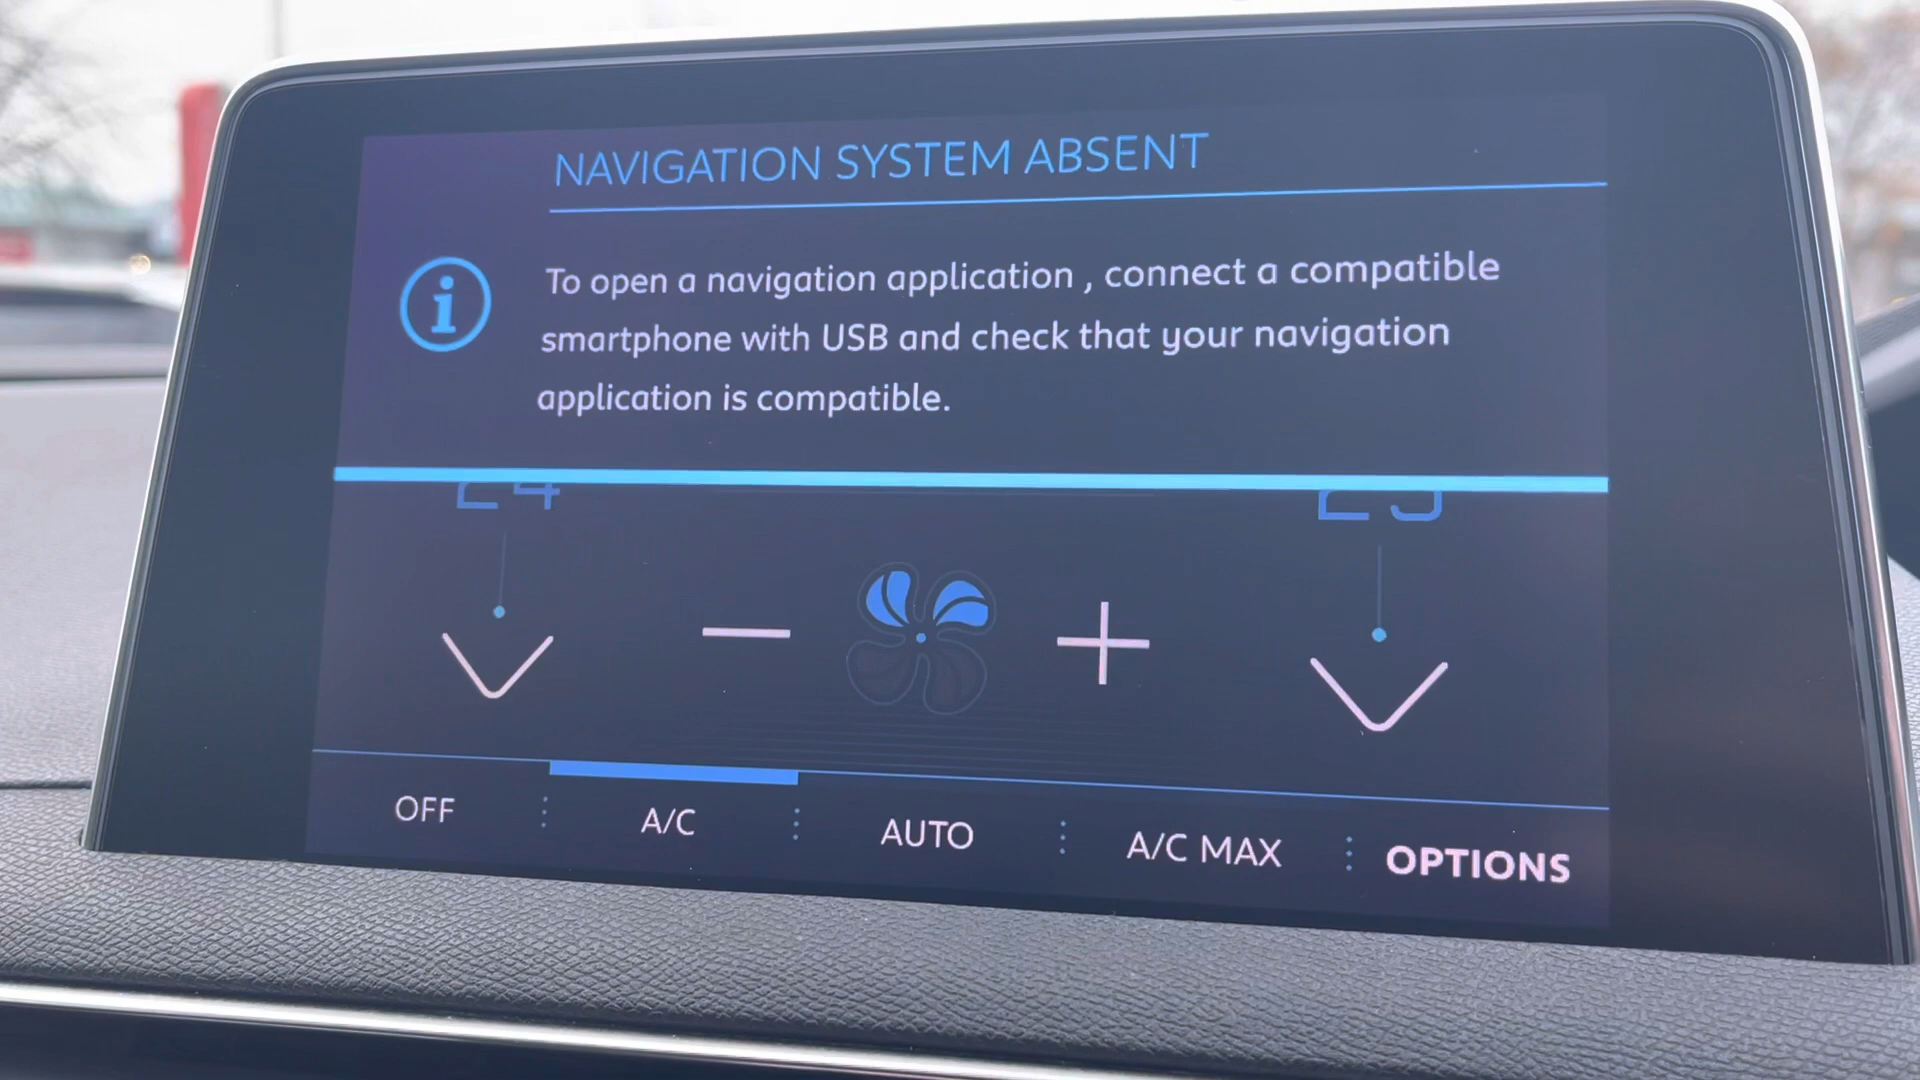 NAVIGATION SYSTEM ABSENT
To open a navigation application , connect a compatible
smartphone with USB and check that your navigation
application is compatible.
OFF
A/C
AUTO
A/C MAX
OPTIONS